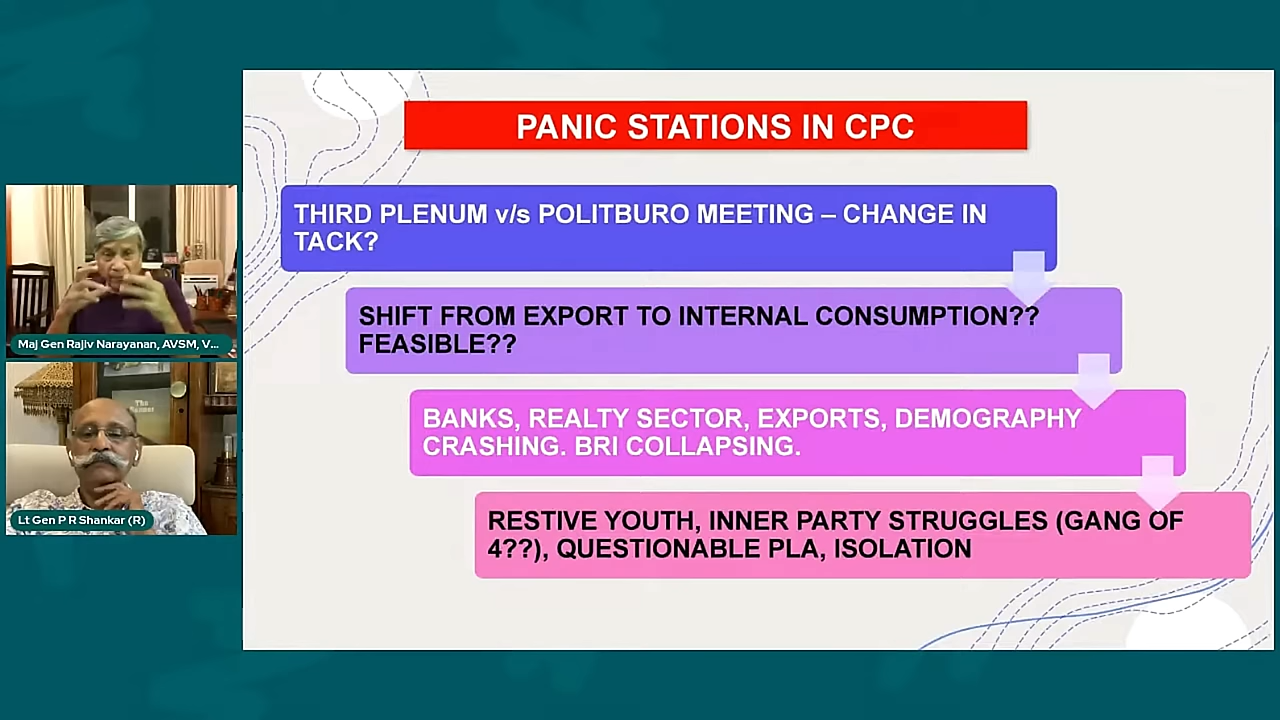 PANIC STATIONS IN CPC
THIRD PLENUM v/s POLITBURO MEETING – CHANGE IN
TACK?
SHIFT FROM EXPORT TO INTERNAL CONSUMPTION??
FEASIBLE??
BANKS, REALTY SECTOR, EXPORTS, DEMOGRAPHY
CRASHING. BRI COLLAPSING.
RESTIVE YOUTH, INNER PARTY STRUGGLES (GANG OF
4??), QUESTIONABLE PLA, ISOLATION
Maj Gen Rajiv Narayanan, AVSM, V...
The
Lt Gen P R Shankar (R)